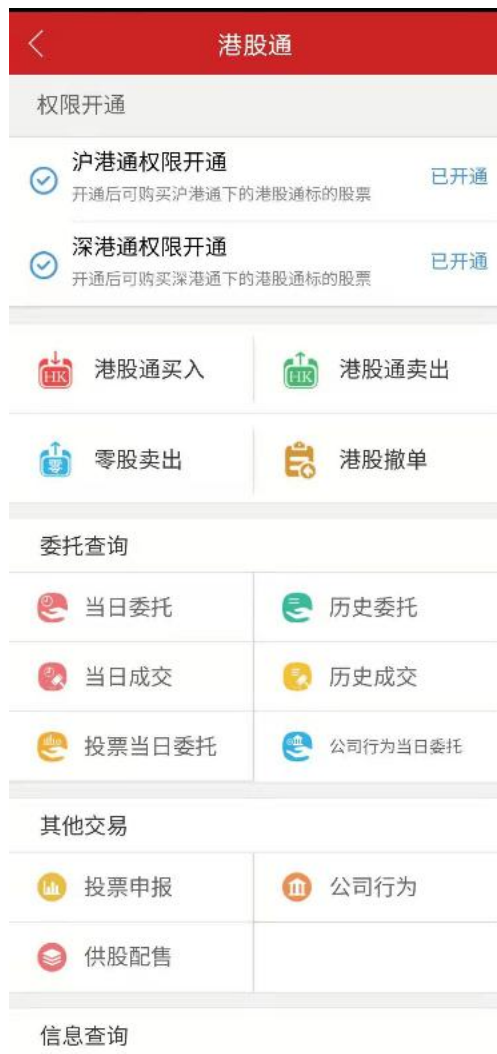 港股通
权限开通
沪港通权限开通
已开通
开通后可购买沪港通下的港股通标的股票
深港通权限开通
已开通
开通后可购买深港通下的港股通标的股票
HK 港股通买入
HK 港股通卖出
零 零股卖出
港股撤单
委托查询
当日委托
历史委托
当日成交
历史成交
投票当日委托
公司行为当日委托
其他交易
投票申报
公司行为
供股配售
信息查询